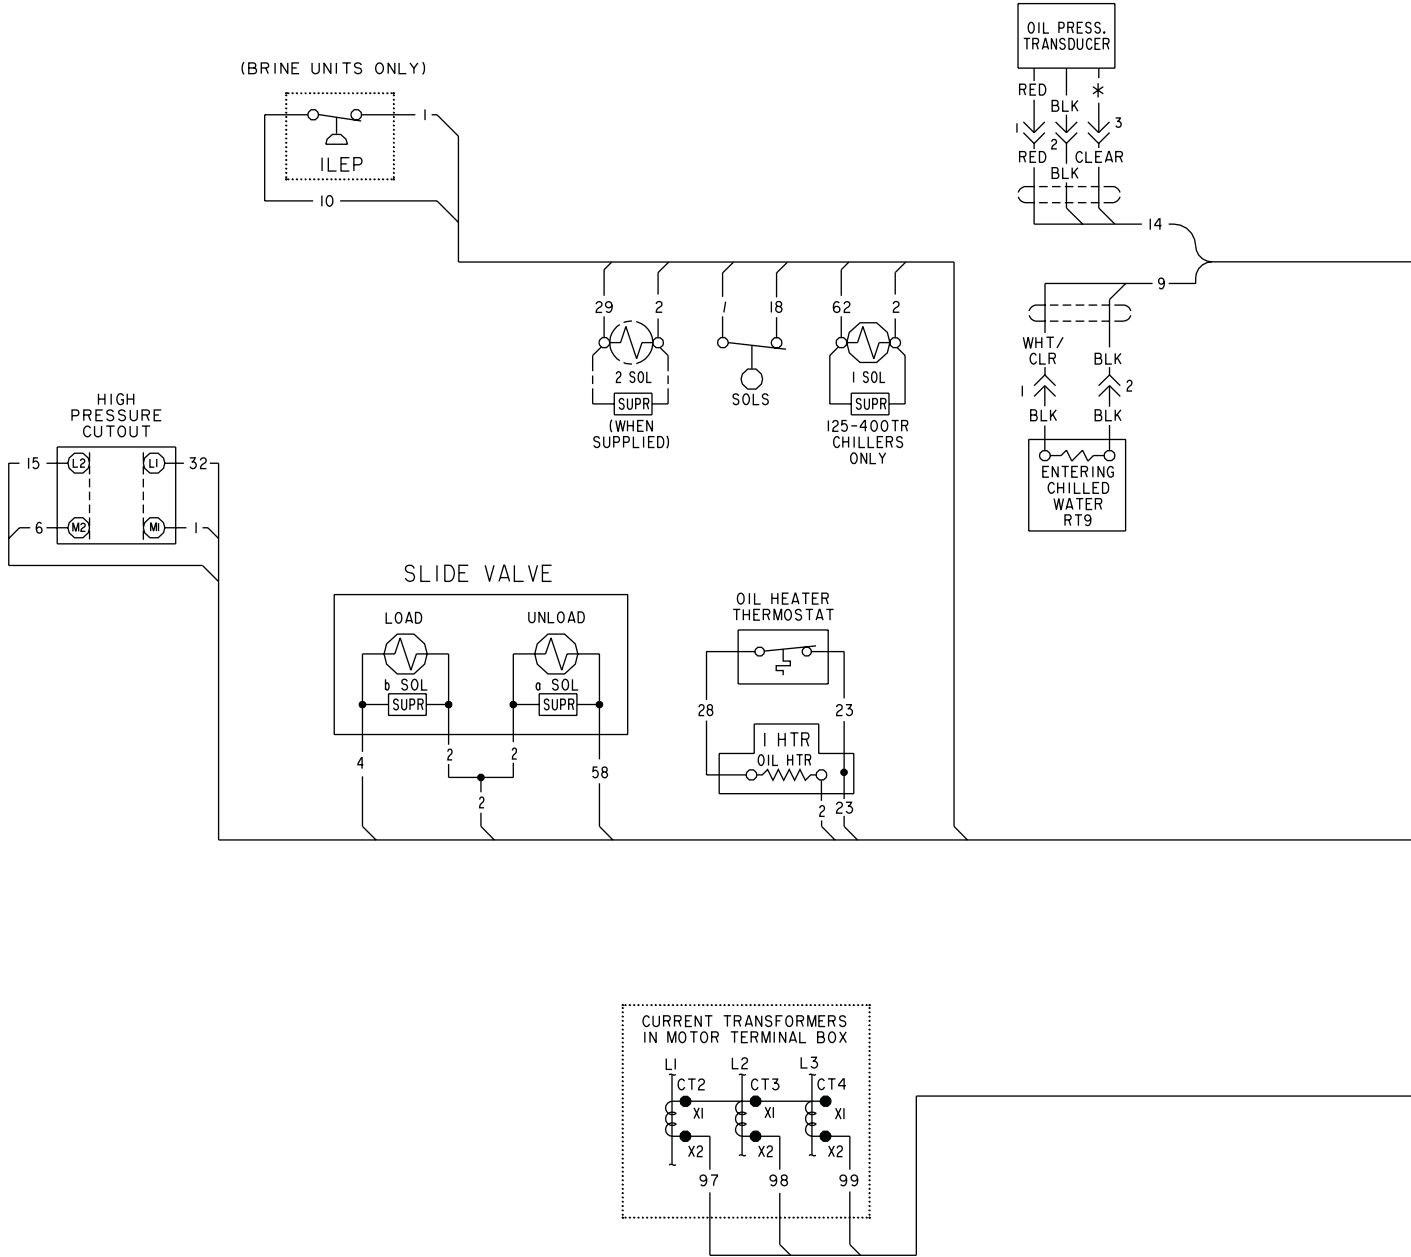 OIL PRESS.
TRANSDUCER
RED
BLK
*
1
2
3
RED
CLEAR
BLK
14
(BRINE UNITS ONLY)
1
ILEP
10
9
29
2
1
18
62
2
2 SOL
SUPR
(WHEN
SUPPLIED)
SOLS
1 SOL
SUPR
125-400TR
CHILLERS
ONLY
WHT/
CLR
BLK
1
2
BLK
BLK
ENTERING
CHILLED
WATER
RT9
HIGH
PRESSURE
CUTOUT
15
L2
L1
32
6
M2
M1
1
SLIDE VALVE
LOAD
UNLOAD
b SOL
a SOL
SUPR
SUPR
4
2
2
58
2
OIL HEATER
THERMOSTAT
28
23
1 HTR
OIL HTR
2
23
CURRENT TRANSFORMERS
IN MOTOR TERMINAL BOX
L1
L2
L3
CT2
CT3
CT4
X1
X1
X1
X2
X2
X2
97
98
99